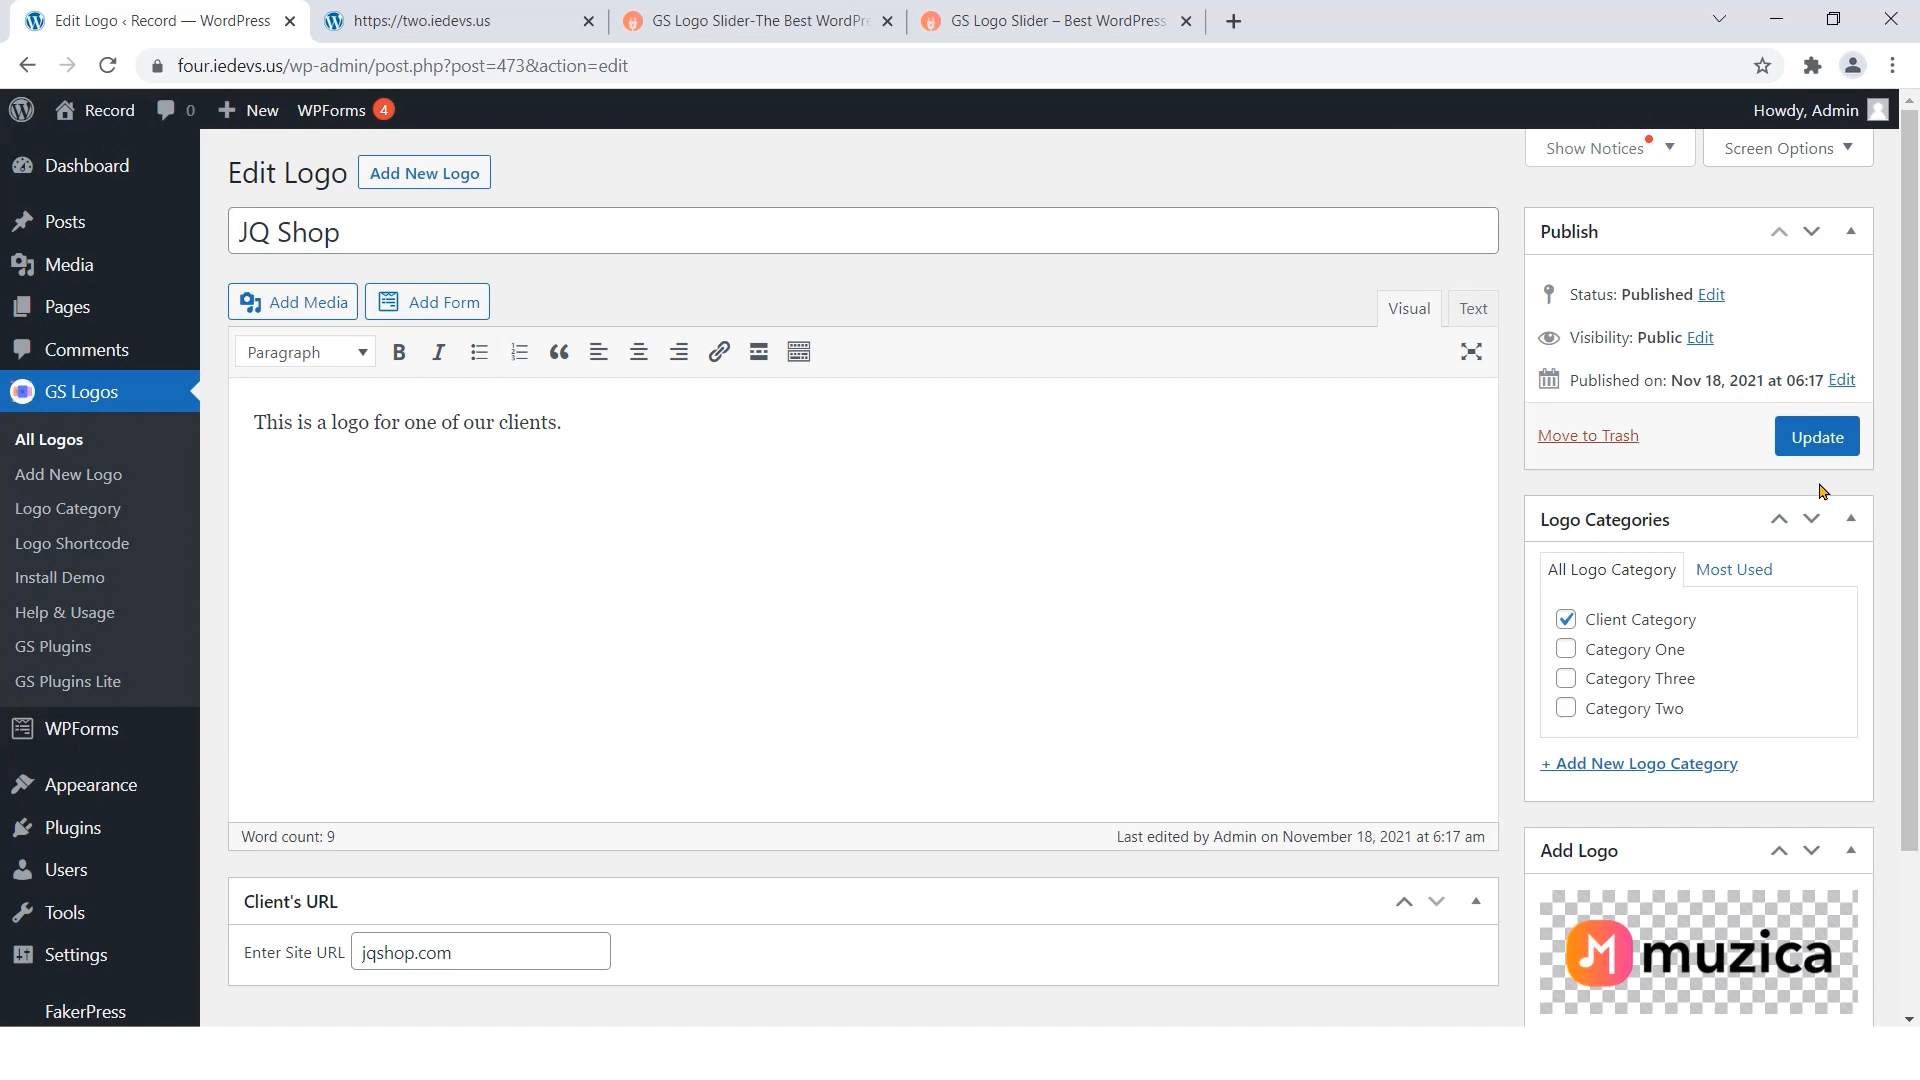 Edit Logo ‹ Record — WordPress
https://two.iedevs.us
GS Logo Slider-The Best WordPre
GS Logo Slider – Best WordPress
four.iedevs.us/wp-admin/post.php?post=473&action=edit
Record
0
New
WPForms 4
Howdy, Admin
Dashboard
Posts
Media
Pages
Comments
GS Logos
All Logos
Add New Logo
Logo Category
Logo Shortcode
Install Demo
Help & Usage
GS Plugins
GS Plugins Lite
WPForms
Appearance
Plugins
Users
Tools
Settings
FakerPress
Show Notices
Screen Options
Edit Logo
Add New Logo
JQ Shop
Add Media
Add Form
Visual
Text
Paragraph
This is a logo for one of our clients.
Word count: 9
Last edited by Admin on November 18, 2021 at 6:17 am
Client's URL
Enter Site URL
jqshop.com
Publish
Status: Published Edit
Visibility: Public Edit
Published on: Nov 18, 2021 at 06:17 Edit
Move to Trash
Update
Logo Categories
All Logo Category
Most Used
Client Category
Category One
Category Three
Category Two
+ Add New Logo Category
Add Logo
muzica